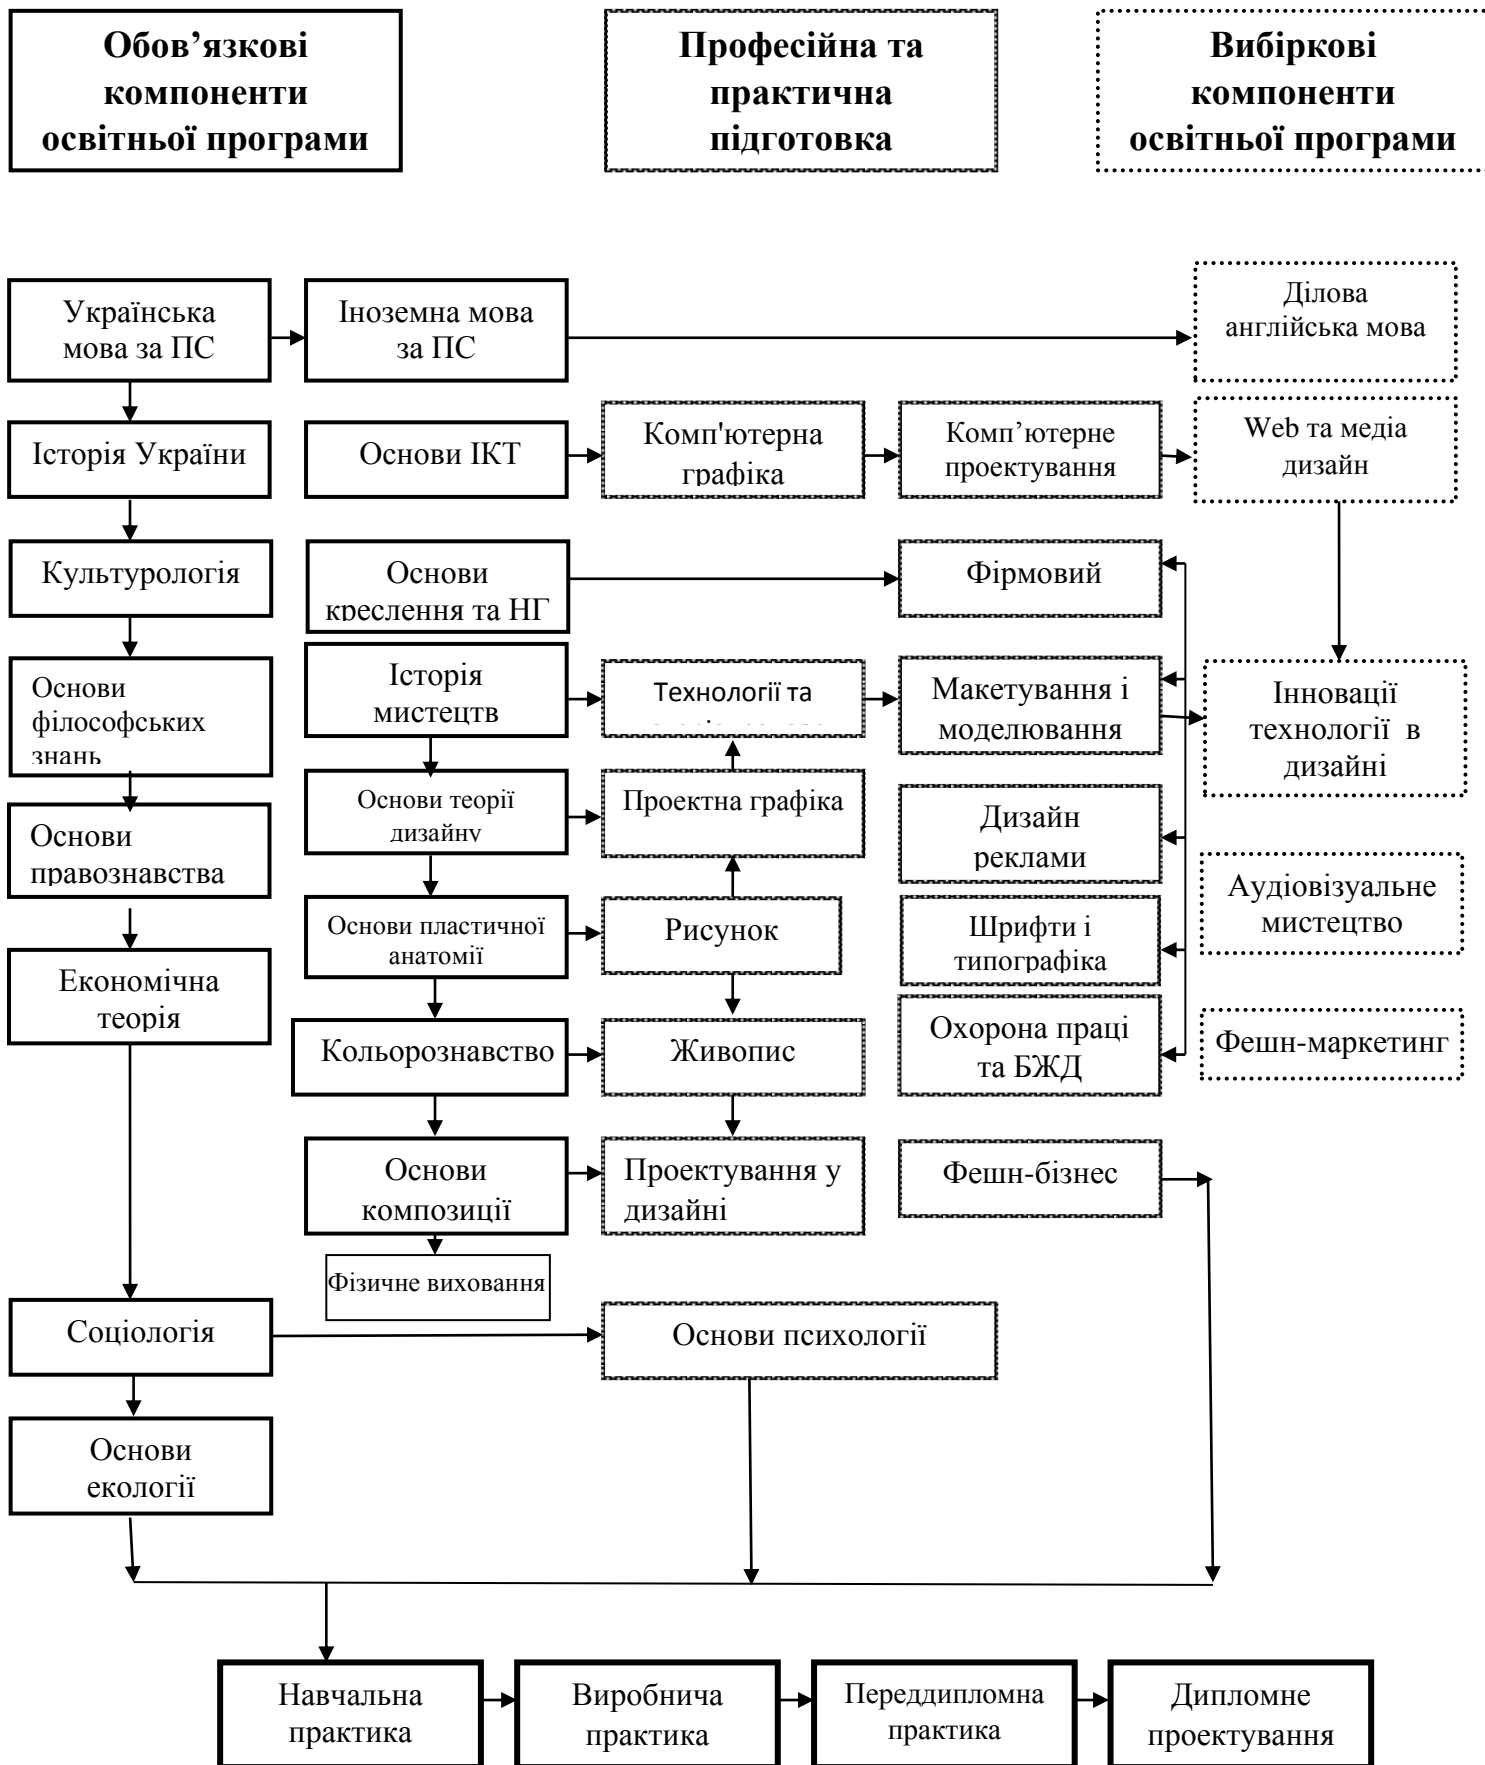 Обов’язкові
компоненти
освітньої програми
Професійна та
практична
підготовка
Вибіркові
компоненти
освітньої програми
Українська
мова за ПС
Іноземна мова
за ПС
Ділова
англійська мова
Історія України
Основи ІКТ
Комп'ютерна
графіка
Комп’ютерне
проектування
Web та медіа
дизайн
Культурологія
Основи
креслення та НГ
Фірмовий
Основи
філософських
знань
Історія
мистецтв
Технології та
Макетування і
моделювання
Інновації
технології в
дизайні
Основи
правознавства
Основи теорії
дизайну
Проектна графіка
Дизайн
реклами
Аудіовізуальне
мистецтво
Економічна
теорія
Основи пластичної
анатомії
Рисунок
Шрифти і
типографіка
Кольорознавство
Живопис
Охорона праці
та БЖД
Фешн-маркетинг
Основи
композиції
Проектування у
дизайні
Фешн-бізнес
Фізичне виховання
Соціологія
Основи психології
Основи
екології
Навчальна
практика
Виробнича
практика
Переддипломна
практика
Дипломне
проектування